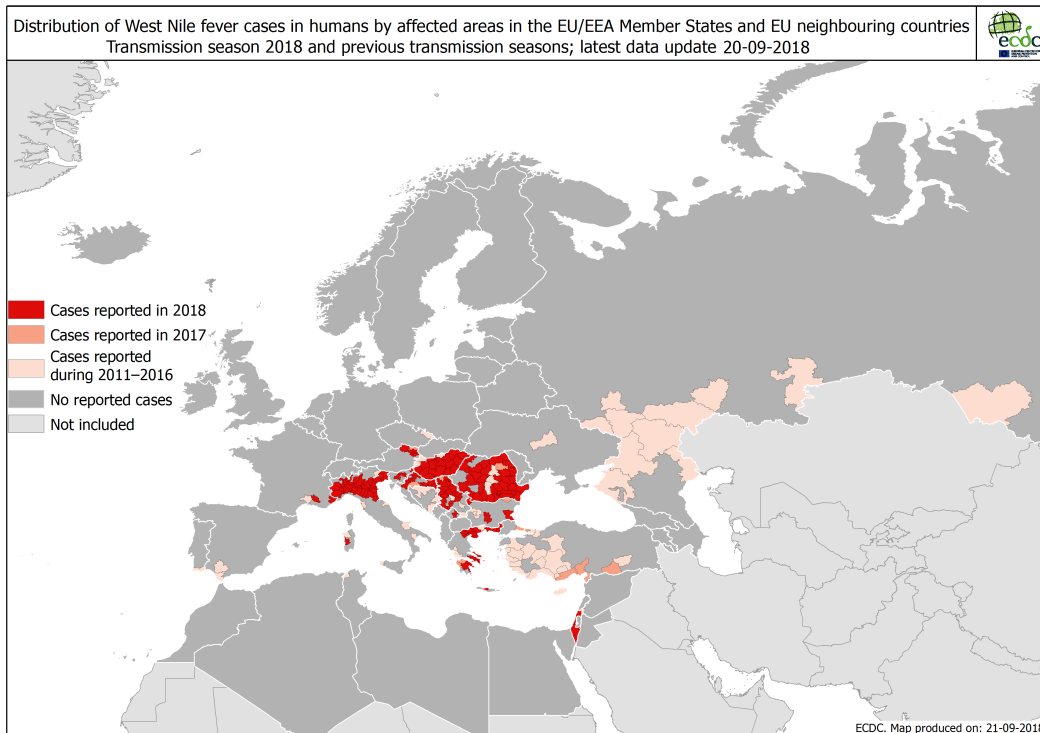 Distribution of West Nile fever cases in humans by affected areas in the EU/EEA Member States and EU neighbouring countries
Transmission season 2018 and previous transmission seasons; latest data update 20-09-2018
ecdc
Cases reported in 2018
Cases reported in 2017
Cases reported
during 2011–2016
No reported cases
Not included
ECDC. Map produced on: 21-09-2018